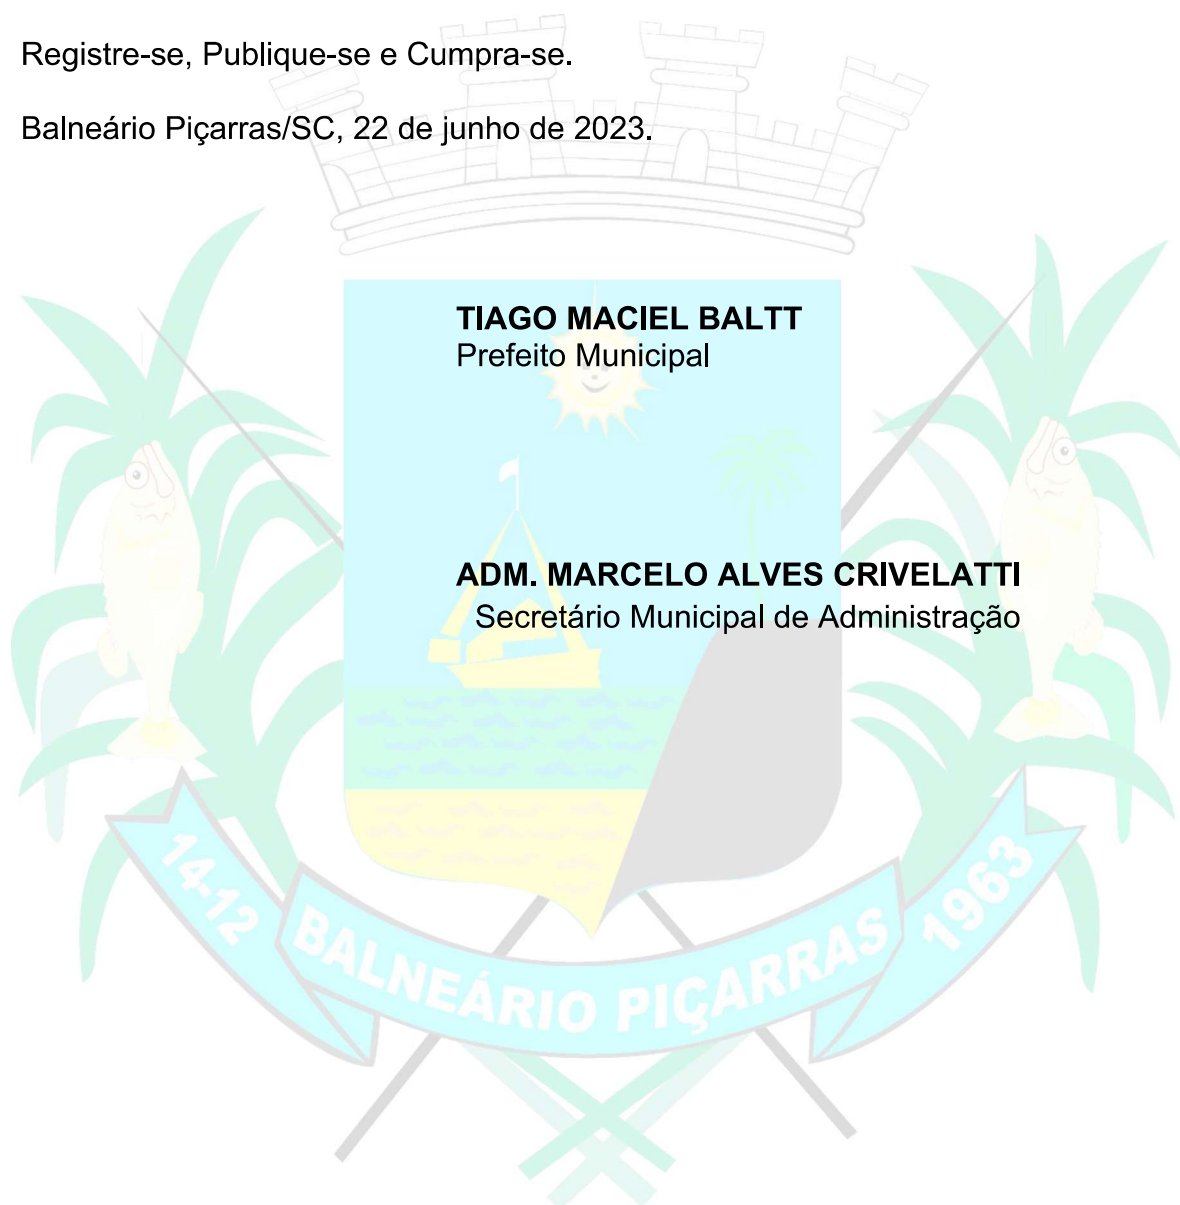 Registre-se, Publique-se e Cumpra-se.
Balneário Piçarras/SC, 22 de junho de 2023.
TIAGO MACIEL BALTT
Prefeito Municipal
ADM. MARCELO ALVES CRIVELATTI
Secretário Municipal de Administração
14-12
BALNEÁRIO PIÇARRAS
1963